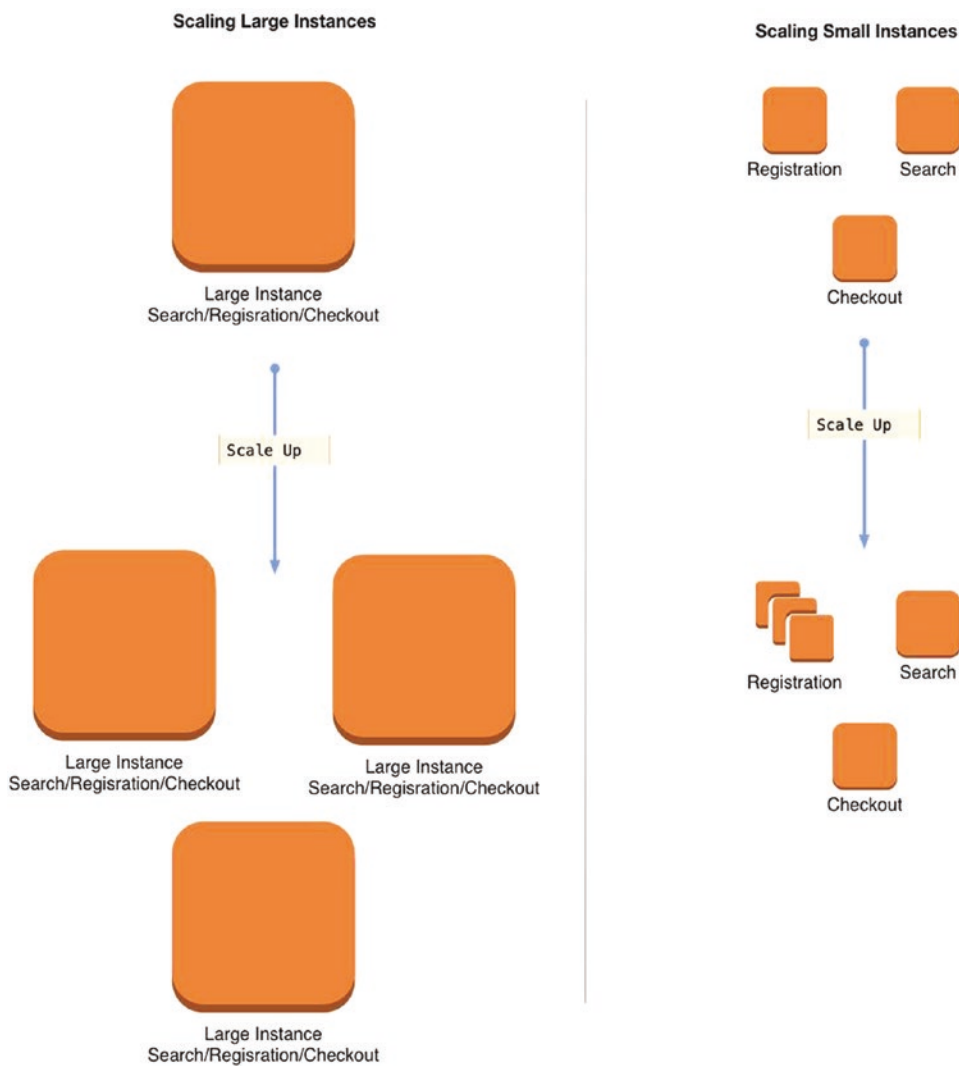 Scaling Large Instances
Large Instance
Search/Regisration/Checkout
Scale Up
Large Instance
Search/Regisration/Checkout
Large Instance
Search/Regisration/Checkout
Large Instance
Search/Regisration/Checkout
Scaling Small Instances
Registration
Search
Checkout
Scale Up
Registration
Search
Checkout